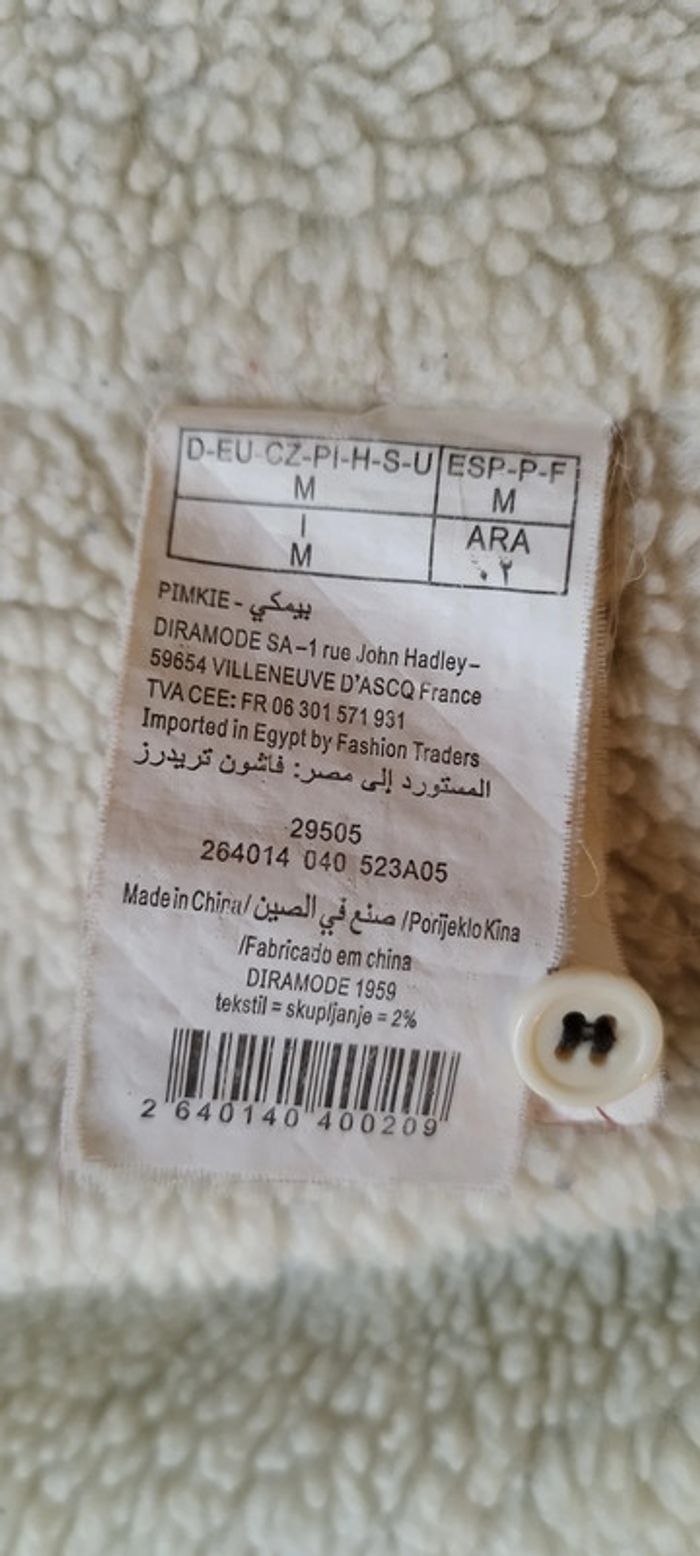 D-EU-CZ-PI-H-S-U ESP-P-F
M M
I ARA
M ٠٢
PIMKIE - بيمكي
DIRAMODE SA-1 rue John Hadley-
59654 VILLENEUVE D'ASCQ France
TVA CEE: FR 06 301 571 931
Imported in Egypt by Fashion Traders
المستورد إلى مصر: فاشون تريدرز
29505
264014 040 523A05
Made in China/ صنع في الصين /Porijeklo Kina
/Fabricado em china
DIRAMODE 1959
tekstil = skupljanje = 2%
2 640140 400209